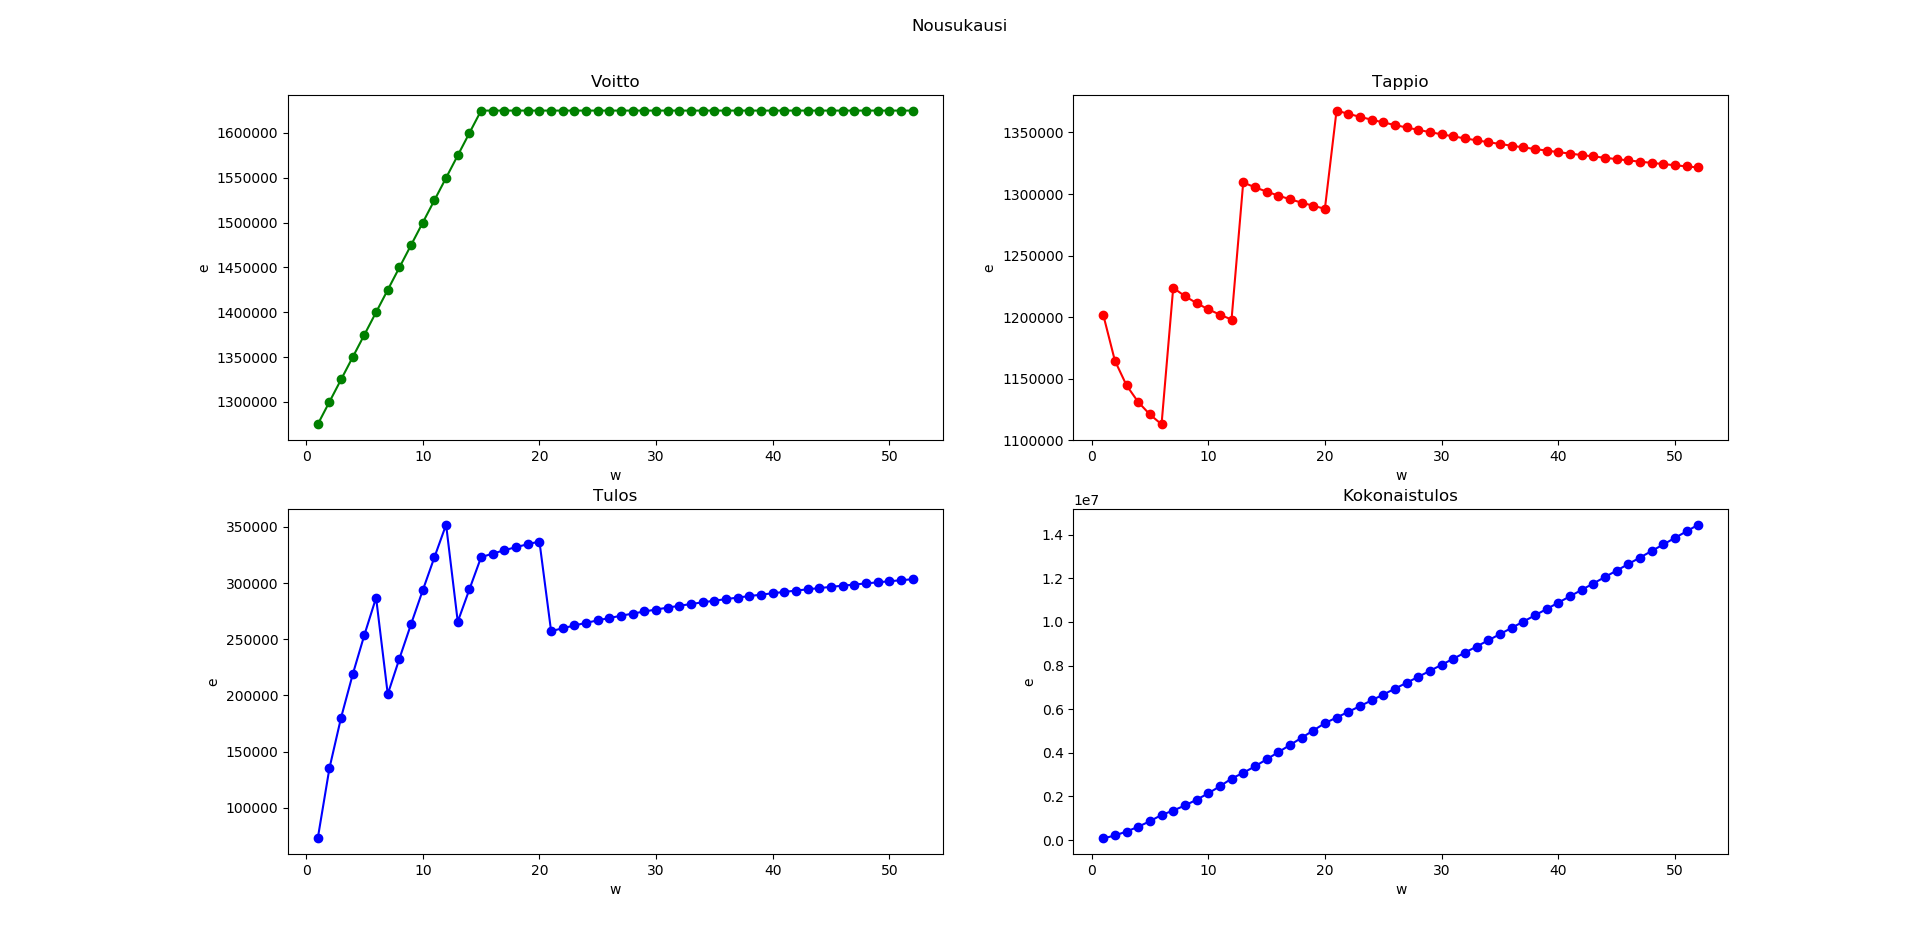 Nousukausi
Voitto
1600000
1550000
1500000
1450000
1400000
1350000
1300000
e
0 10 20 30 40 50
w
Tappio
1350000
1300000
1250000
1200000
1150000
1100000
e
0 10 20 30 40 50
w
Tulos
350000
300000
250000
200000
150000
100000
e
0 10 20 30 40 50
w
Kokonaistulos
1e7
1.4
1.2
1.0
0.8
0.6
0.4
0.2
0.0
e
0 10 20 30 40 50
w